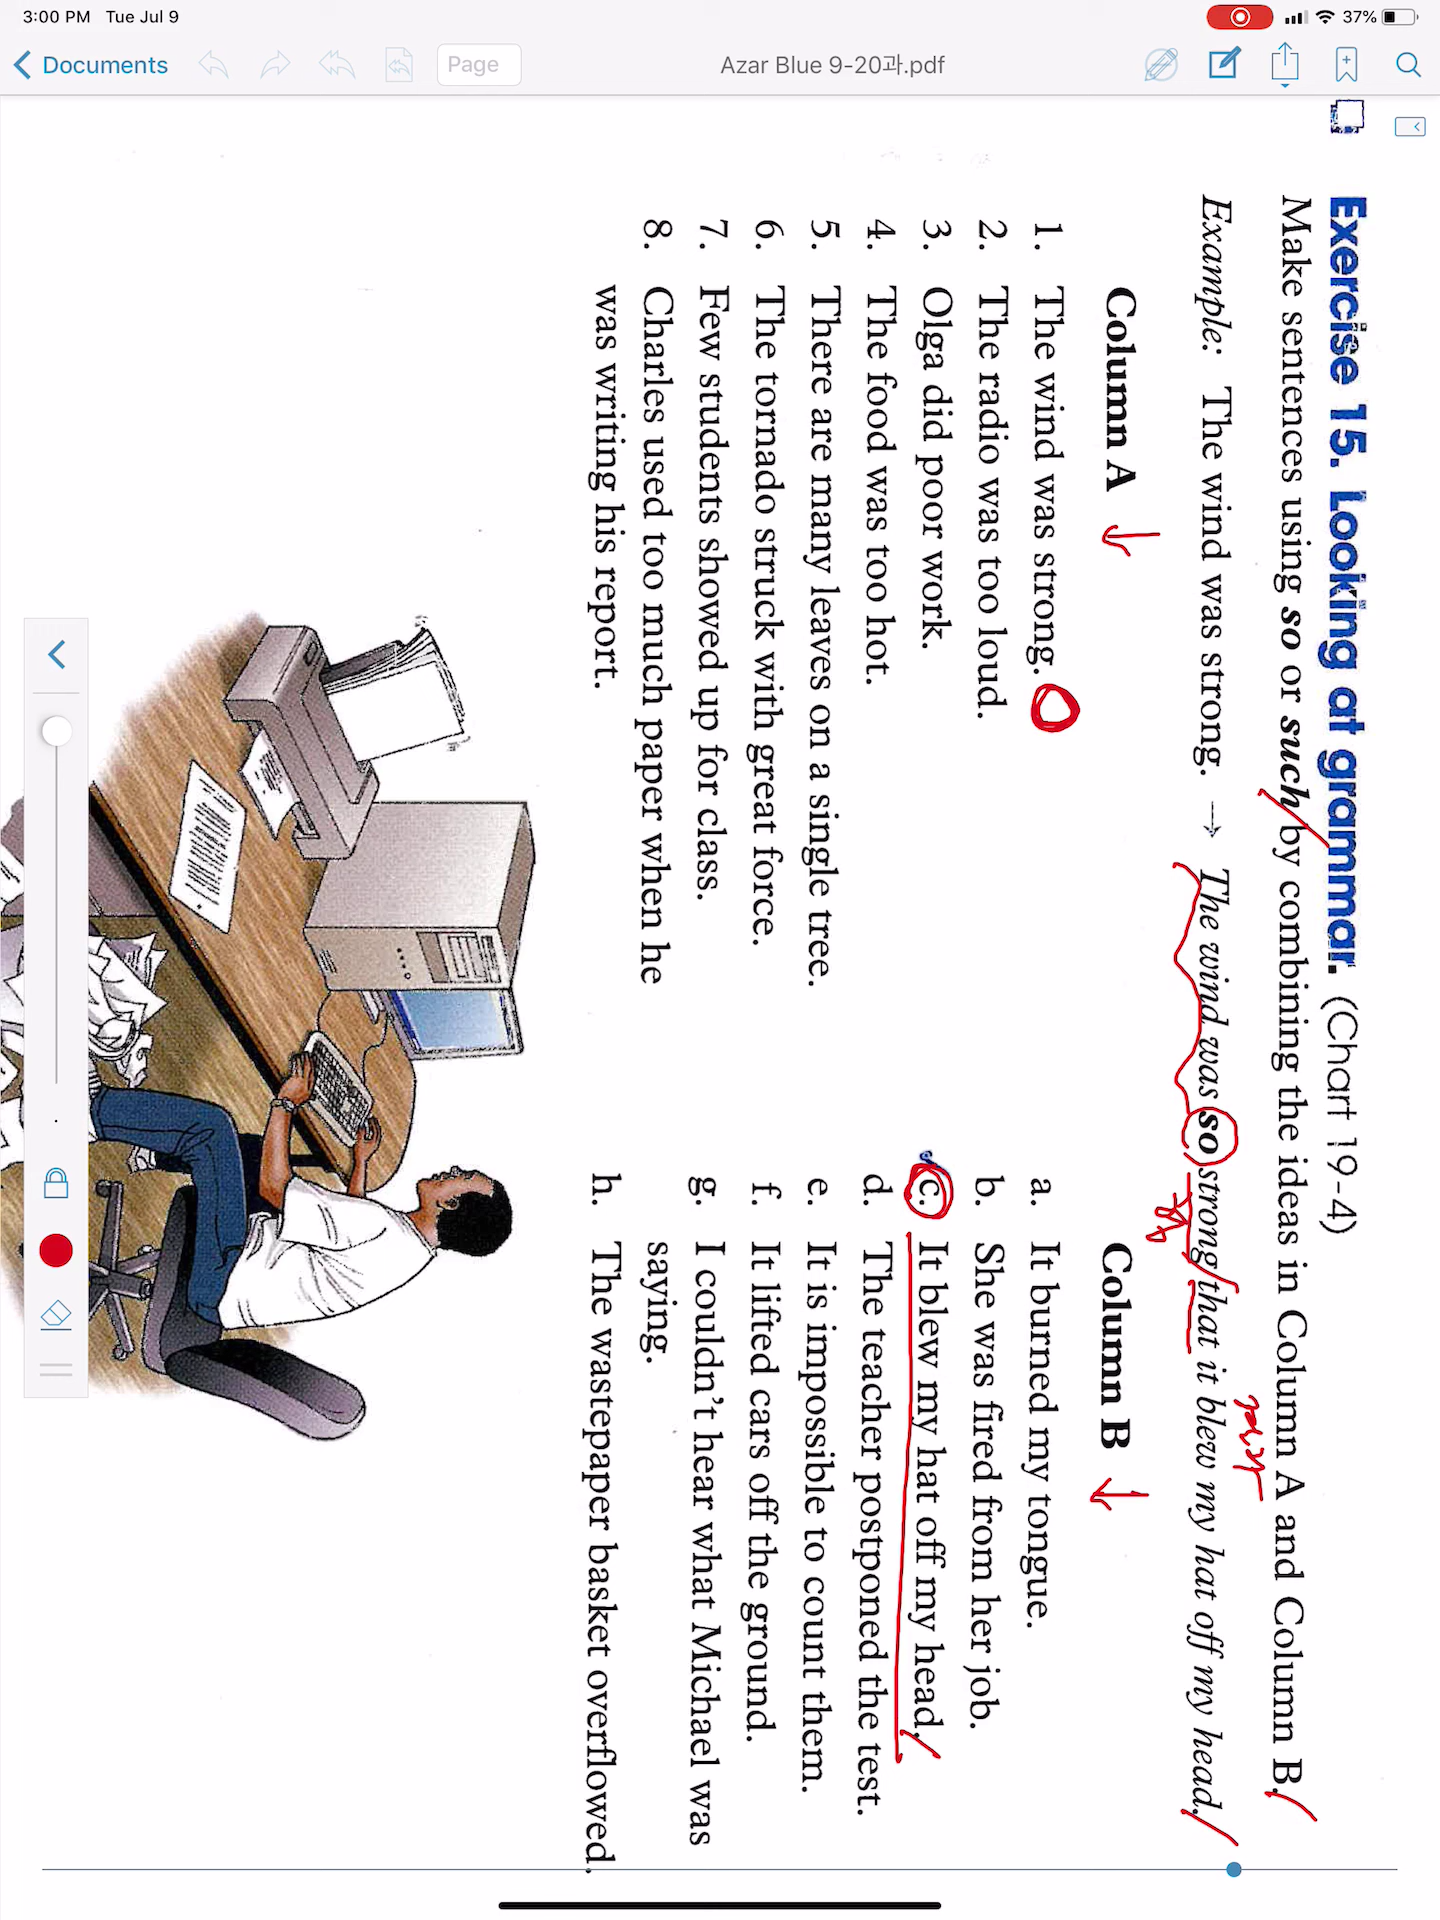 3:00 PM Tue Jul 9
37%
Documents
Page
Azar Blue 9-20과.pdf
Exercise 15. Looking at grammar. (Chart 19-4)
Make sentences using so or such by combining the ideas in Column A and Column B.
Example: The wind was strong. → The wind was so strong that it blew my hat off my head.
Column A
1. The wind was strong.
2. The radio was too loud.
3. Olga did poor work.
4. The food was too hot.
5. There are many leaves on a single tree.
6. The tornado struck with great force.
7. Few students showed up for class.
8. Charles used too much paper when he
was writing his report.
Column B
a. It burned my tongue.
b. She was fired from her job.
c. It blew my hat off my head.
d. The teacher postponed the test.
e. It is impossible to count them.
f. It lifted cars off the ground.
g. I couldn't hear what Michael was
saying.
h. The wastepaper basket overflowed.